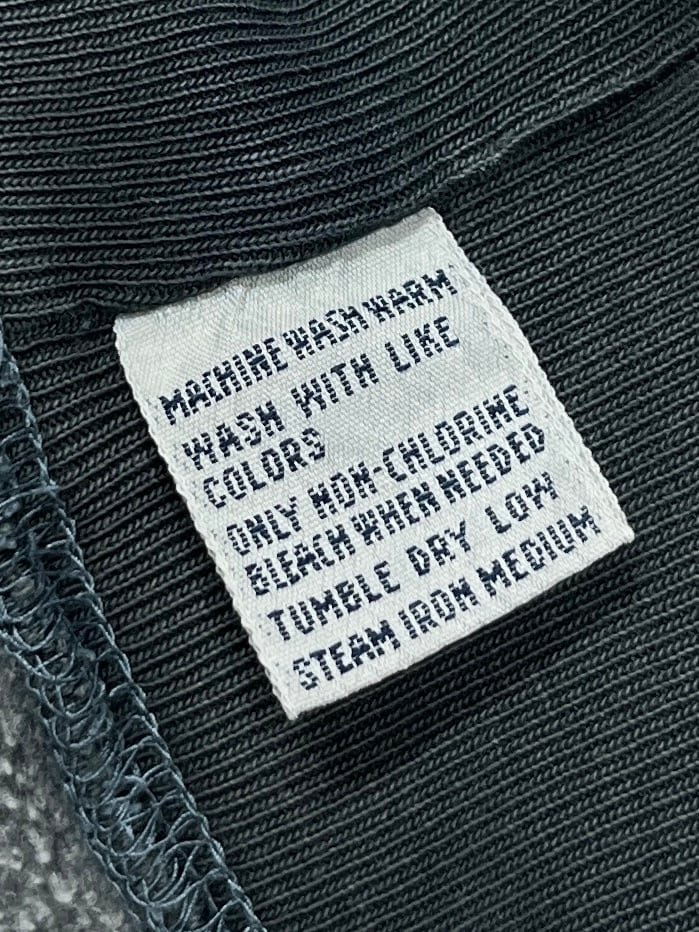 MACHINE WASH WARM
WASH WITH LIKE
COLORS
ONLY NON-CHLORINE
BLEACH WHEN NEEDED
TUMBLE DRY LOW
STEAM IRON MEDIUM